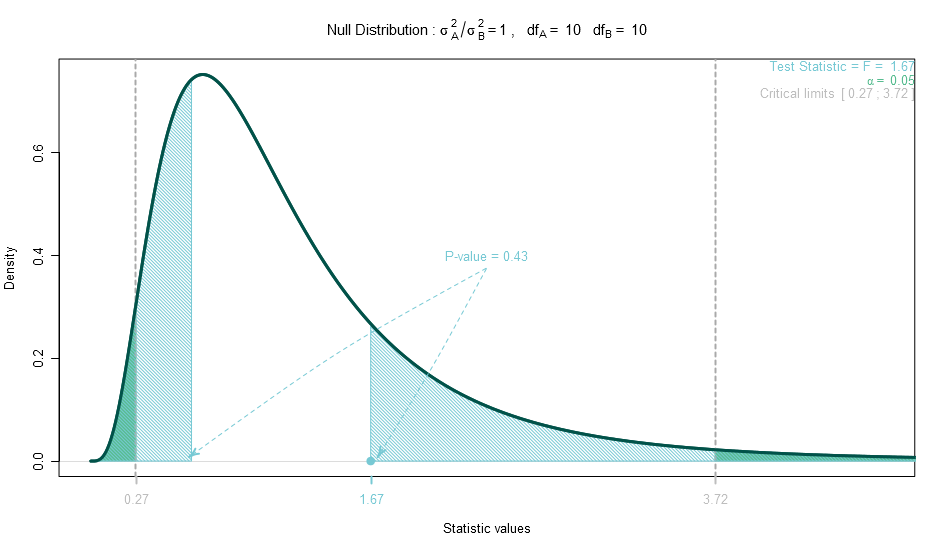 Null Distribution : σ²A/σ²B = 1 , dfA = 10 dfB = 10
Test Statistic = F = 1.67
α = 0.05
Critical limits [ 0.27 ; 3.72 ]
P-value = 0.43
Density
0.6
0.4
0.2
0.0
0.27
1.67
3.72
Statistic values